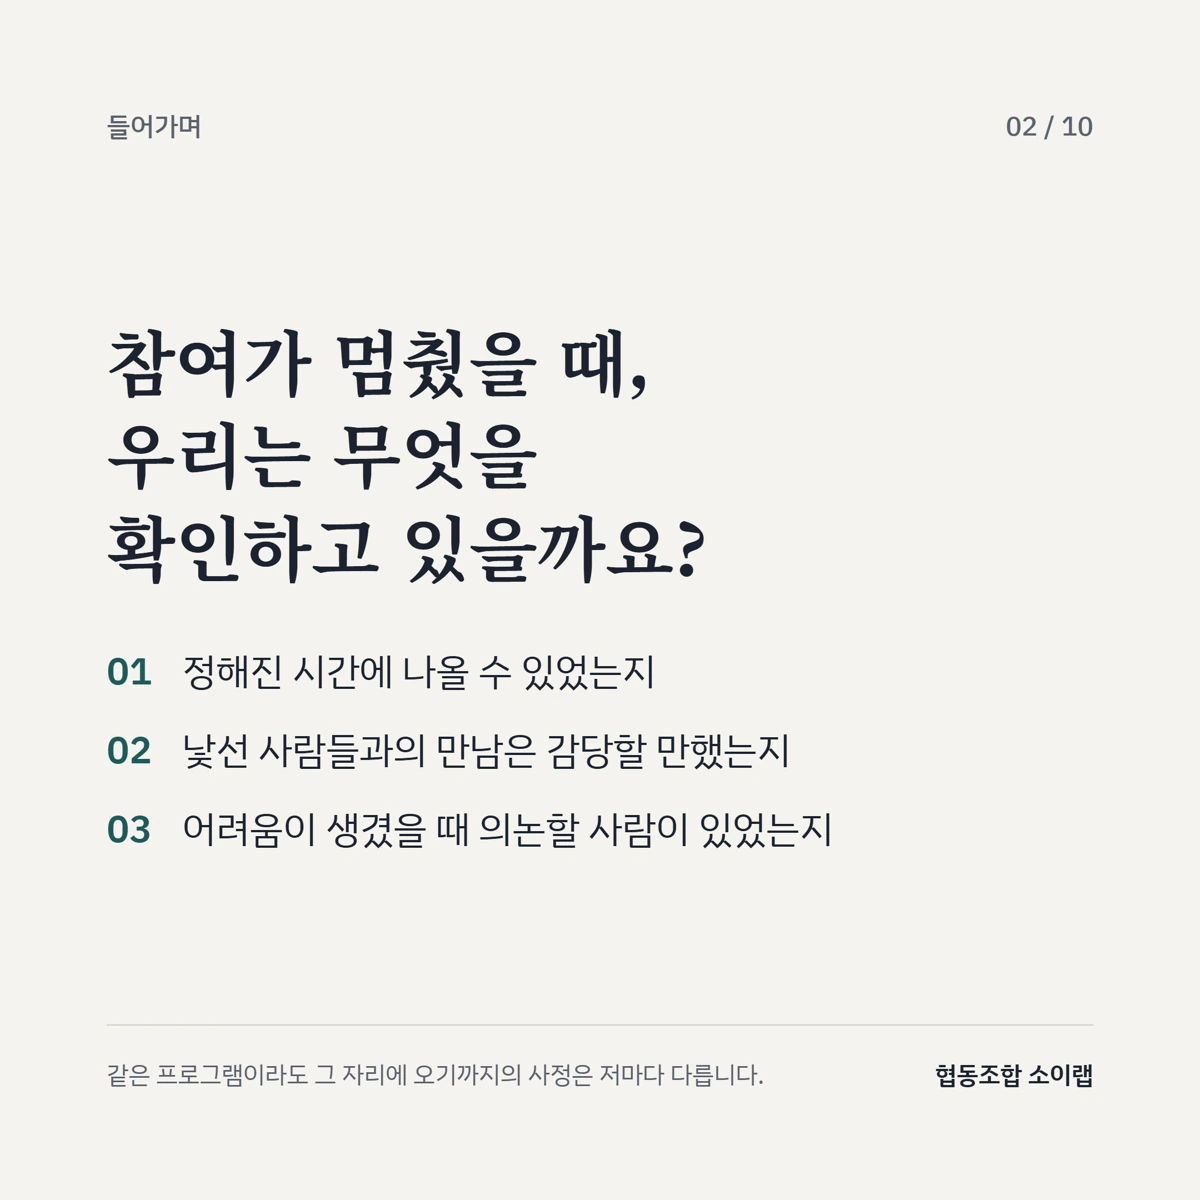 들어가며
02 / 10
참여가 멈췄을 때,
우리는 무엇을
확인하고 있을까요?
01 정해진 시간에 나올 수 있었는지
02 낯선 사람들과의 만남은 감당할 만했는지
03 어려움이 생겼을 때 의논할 사람이 있었는지
같은 프로그램이라도 그 자리에 오기까지의 사정은 저마다 다릅니다.
협동조합 소이랩